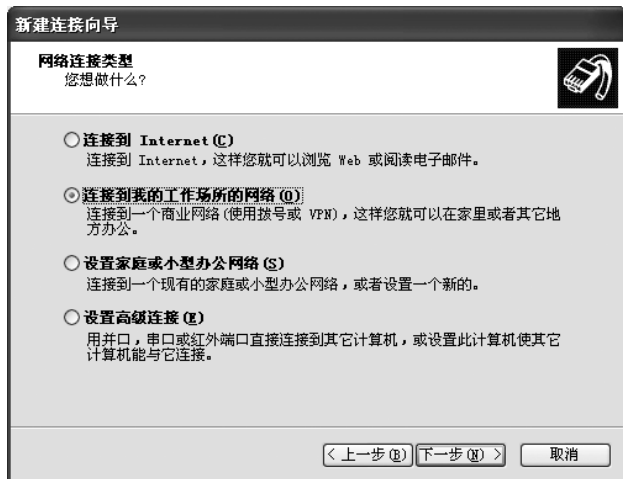 新建连接向导
网络连接类型
您想做什么?
连接到 Internet(C)
连接到 Internet,这样您就可以浏览 Web 或阅读电子邮件。
连接到我的工作场所的网络(O)
连接到一个商业网络(使用拨号或 VPN),这样您就可以在家里或者其它地
方办公。
设置家庭或小型办公网络(S)
连接到一个现有的家庭或小型办公网络,或者设置一个新的。
设置高级连接(E)
用并口,串口或红外端口直接连接到其它计算机,或设置此计算机使其它
计算机能与它连接。
< 上一步(B) 下一步(N) > 取消